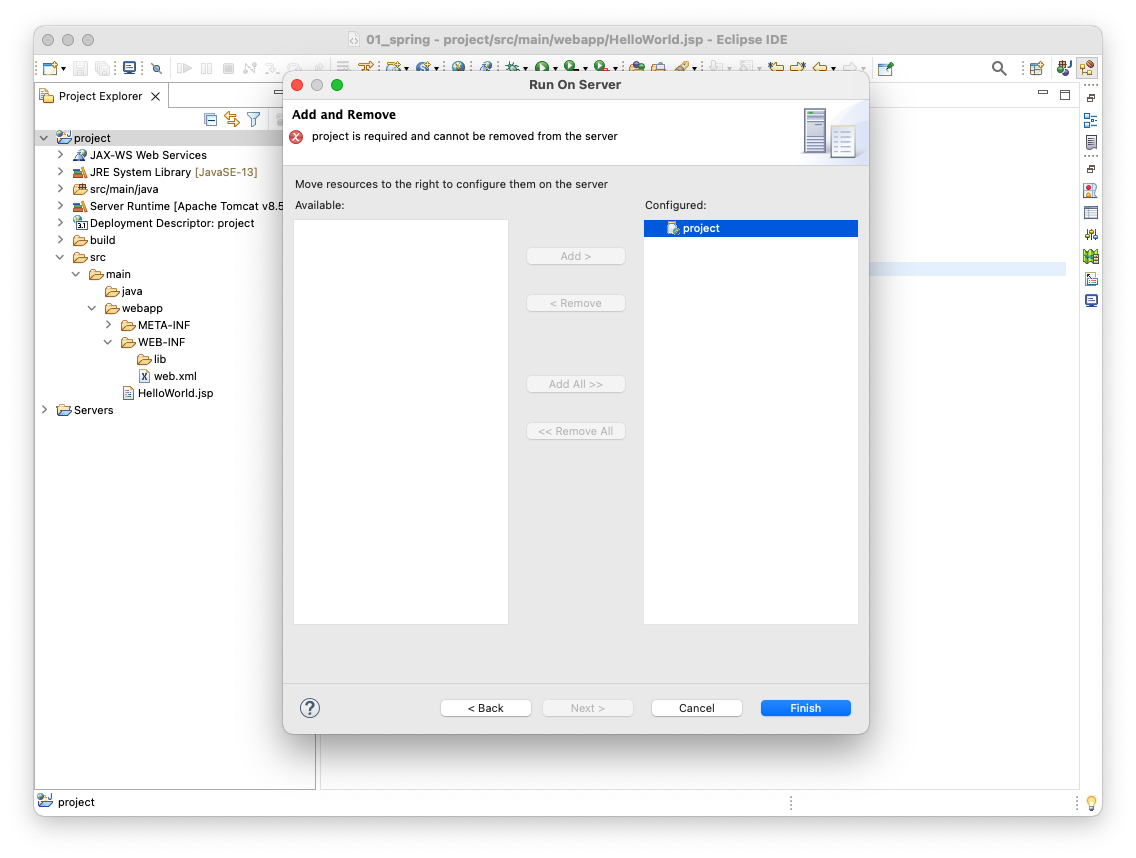 01_spring - project/src/main/webapp/HelloWorld.jsp - Eclipse IDE
Project Explorer
project
JAX-WS Web Services
JRE System Library [JavaSE-13]
src/main/java
Server Runtime [Apache Tomcat v8.5
Deployment Descriptor: project
build
src
main
java
webapp
META-INF
WEB-INF
lib
web.xml
HelloWorld.jsp
Servers
Run On Server
Add and Remove
project is required and cannot be removed from the server
Move resources to the right to configure them on the server
Available:
Configured:
project
Add >
< Remove
Add All >>
<< Remove All
?
< Back
Next >
Cancel
Finish
project